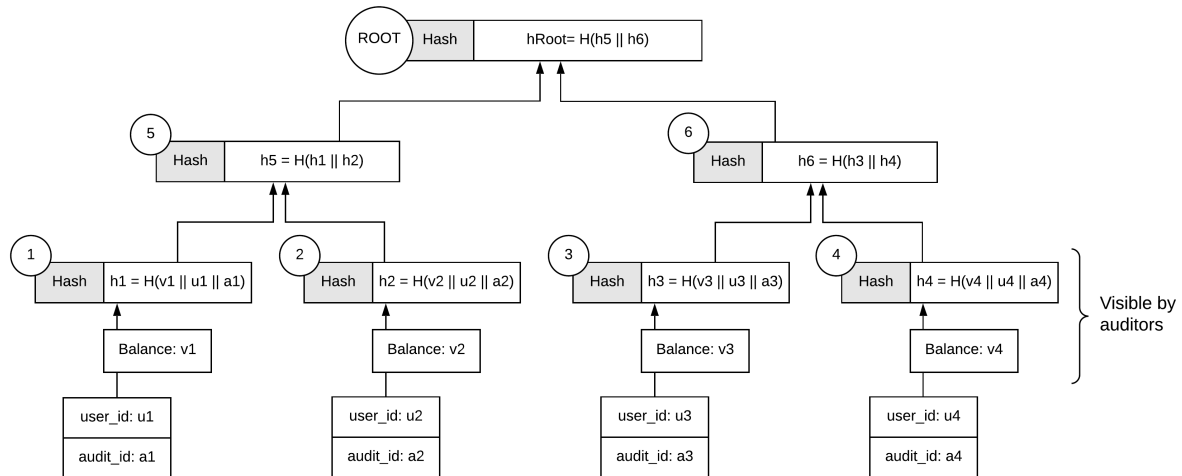 ROOT
Hash
hRoot= H(h5 || h6)
5
Hash
h5 = H(h1 || h2)
6
Hash
h6 = H(h3 || h4)
1
Hash
h1 = H(v1 || u1 || a1)
2
Hash
h2 = H(v2 || u2 || a2)
3
Hash
h3 = H(v3 || u3 || a3)
4
Hash
h4 = H(v4 || u4 || a4)
Visible by
auditors
Balance: v1
Balance: v2
Balance: v3
Balance: v4
user_id: u1
user_id: u2
user_id: u3
user_id: u4
audit_id: a1
audit_id: a2
audit_id: a3
audit_id: a4